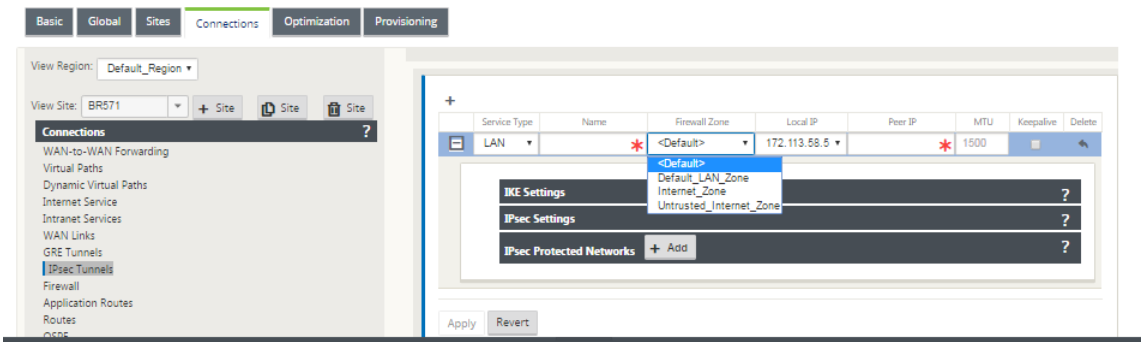 Basic Global Sites Connections Optimization Provisioning
View Region: Default_Region
View Site: BR571 + Site Site Site
Connections ?
WAN-to-WAN Forwarding
Virtual Paths
Dynamic Virtual Paths
Internet Service
Intranet Services
WAN Links
GRE Tunnels
IPsec Tunnels
Firewall
Application Routes
Routes
OSPF
+
Service Type Name Firewall Zone Local IP Peer IP MTU Keepalive Delete
LAN * <Default> 172.113.58.5 * 1500
<Default>
Default_LAN_Zone
Internet_Zone
Untrusted_Internet_Zone
IKE Settings ?
IPsec Settings ?
IPsec Protected Networks + Add ?
Apply Revert